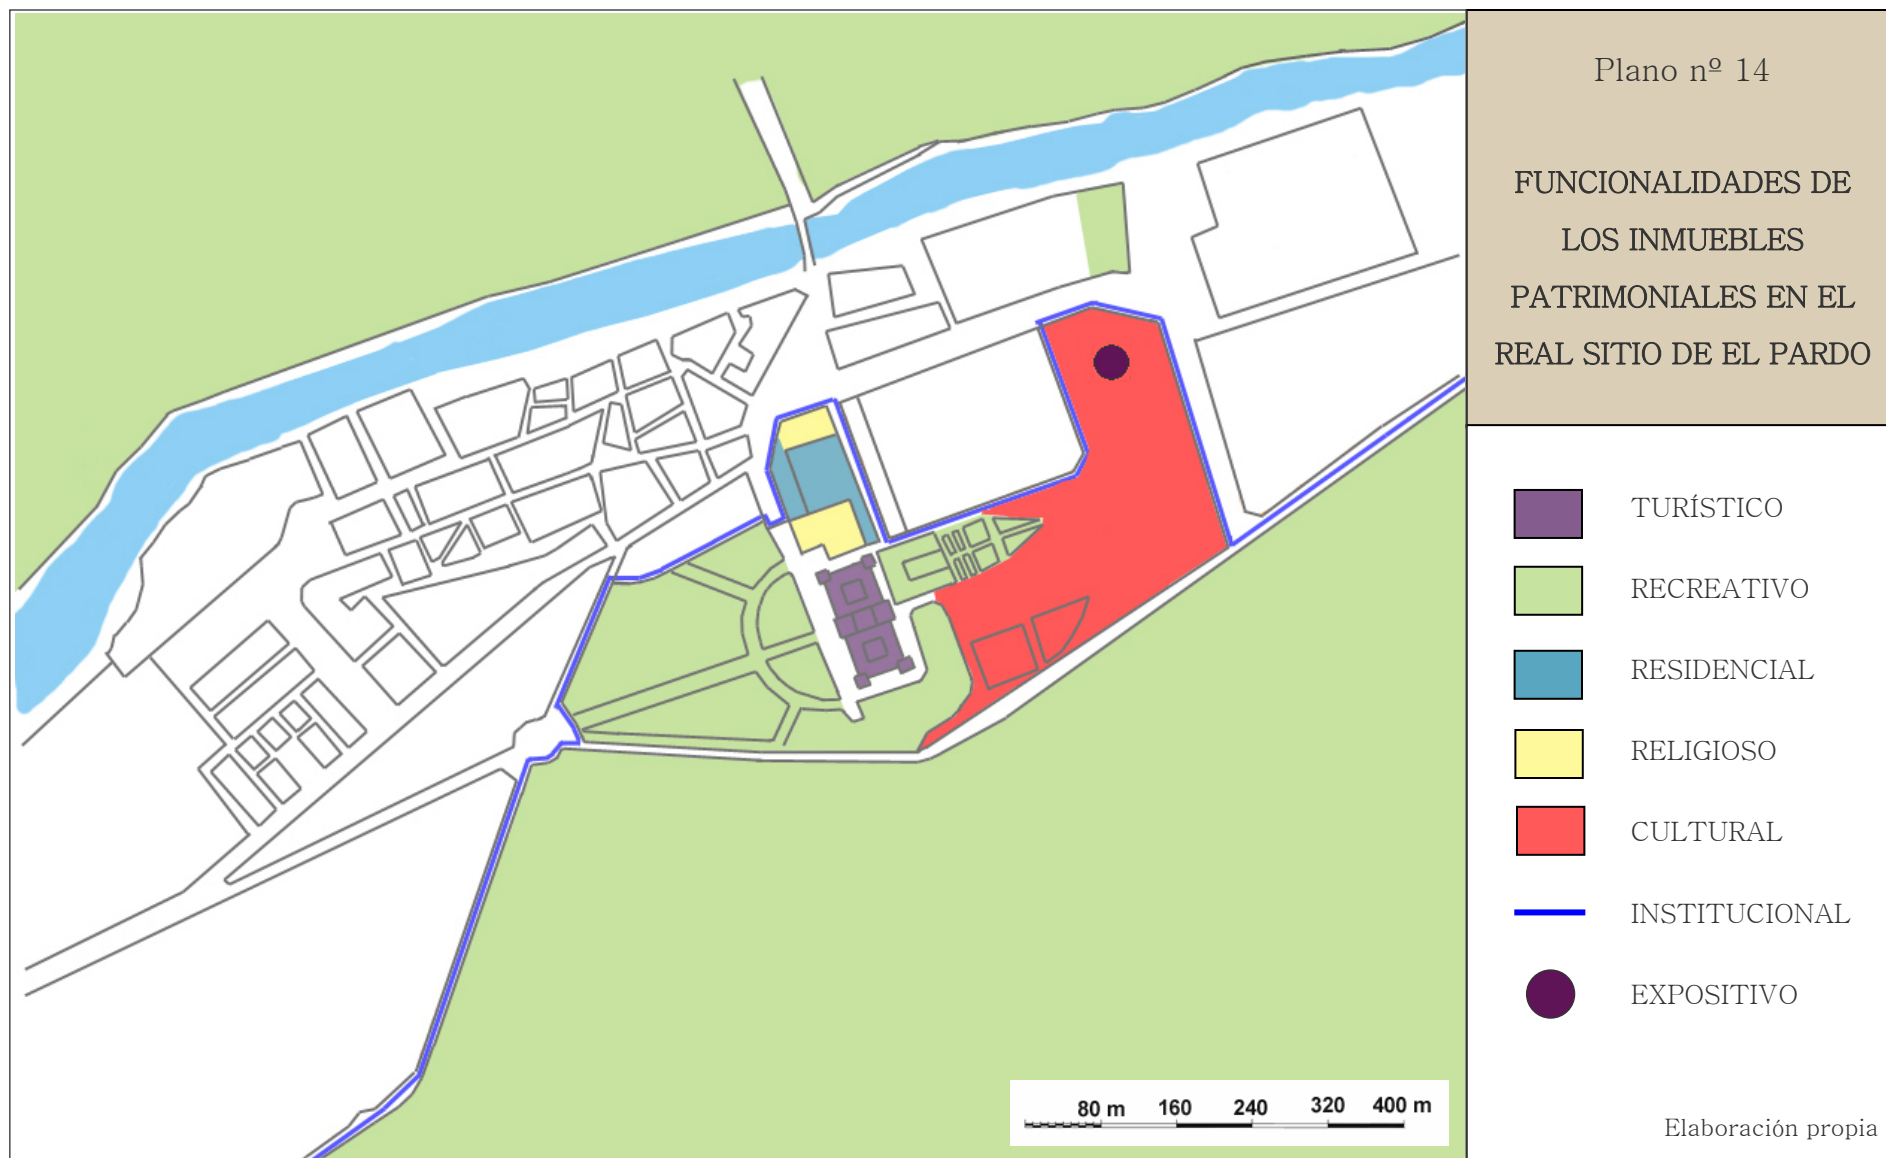 Plano nº 14
FUNCIONALIDADES DE
LOS INMUEBLES
PATRIMONIALES EN EL
REAL SITIO DE EL PARDO
TURÍSTICO
RECREATIVO
RESIDENCIAL
RELIGIOSO
CULTURAL
INSTITUCIONAL
EXPOSITIVO
80 m 160 240 320 400 m
Elaboración propia